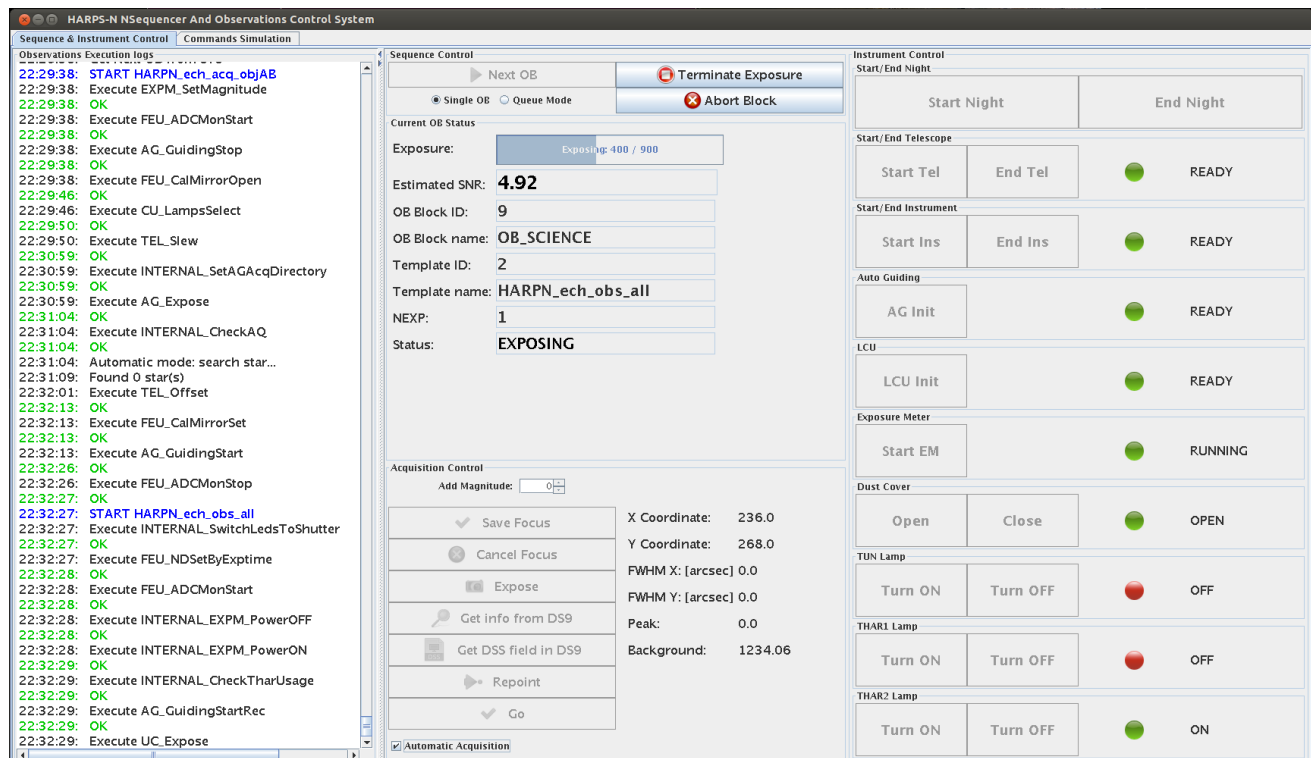 HARPS-N NSequencer And Observations Control System
Sequence & Instrument Control
Commands Simulation
Observations Execution logs
22:29:38: START HARPN_ech_acq_objAB
22:29:38: Execute EXPM_SetMagnitude
22:29:38: OK
22:29:38: Execute FEU_ADCMonStart
22:29:38: OK
22:29:38: Execute AG_GuidingStop
22:29:38: OK
22:29:38: Execute FEU_CalMirrorOpen
22:29:46: OK
22:29:46: Execute CU_LampsSelect
22:29:50: OK
22:29:50: Execute TEL_Slew
22:30:59: OK
22:30:59: Execute INTERNAL_SetAGAcqDirectory
22:30:59: OK
22:30:59: Execute AG_Expose
22:31:04: OK
22:31:04: Execute INTERNAL_CheckAQ
22:31:04: OK
22:31:04: Automatic mode: search star...
22:31:09: Found 0 star(s)
22:32:01: Execute TEL_Offset
22:32:13: OK
22:32:13: Execute FEU_CalMirrorSet
22:32:13: OK
22:32:13: Execute AG_GuidingStart
22:32:26: OK
22:32:26: Execute FEU_ADCMonStop
22:32:27: OK
22:32:27: START HARPN_ech_obs_all
22:32:27: Execute INTERNAL_SwitchLedsToShutter
22:32:27: OK
22:32:27: Execute FEU_NDSetByExptime
22:32:28: OK
22:32:28: Execute FEU_ADCMonStart
22:32:28: OK
22:32:28: Execute INTERNAL_EXPM_PowerOFF
22:32:28: OK
22:32:28: Execute INTERNAL_EXPM_PowerON
22:32:29: OK
22:32:29: Execute INTERNAL_CheckTharUsage
22:32:29: OK
22:32:29: Execute AG_GuidingStartRec
22:32:29: OK
22:32:29: Execute UC_Expose
Sequence Control
Next OB
Terminate Exposure
Single OB Queue Mode
Abort Block
Current OB Status
Exposure: Exposing: 400 / 900
Estimated SNR: 4.92
OB Block ID: 9
OB Block name: OB_SCIENCE
Template ID: 2
Template name: HARPN_ech_obs_all
NEXP: 1
Status: EXPOSING
Acquisition Control
Add Magnitude: 0
Save Focus
Cancel Focus
Expose
Get info from DS9
Get DSS field in DS9
Repoint
Go
Automatic Acquisition
X Coordinate: 236.0
Y Coordinate: 268.0
FWHM X: [arcsec] 0.0
FWHM Y: [arcsec] 0.0
Peak: 0.0
Background: 1234.06
Instrument Control
Start/End Night
Start Night End Night
Start/End Telescope
Start Tel End Tel READY
Start/End Instrument
Start Ins End Ins READY
Auto Guiding
AG Init READY
LCU
LCU Init READY
Exposure Meter
Start EM RUNNING
Dust Cover
Open Close OPEN
TUN Lamp
Turn ON Turn OFF OFF
THAR1 Lamp
Turn ON Turn OFF OFF
THAR2 Lamp
Turn ON Turn OFF ON